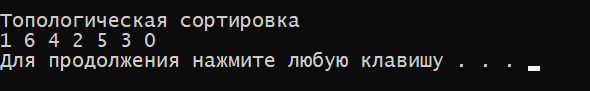 Топологическая сортировка
1 6 4 2 5 3 0
Для продолжения нажмите любую клавишу . . . _